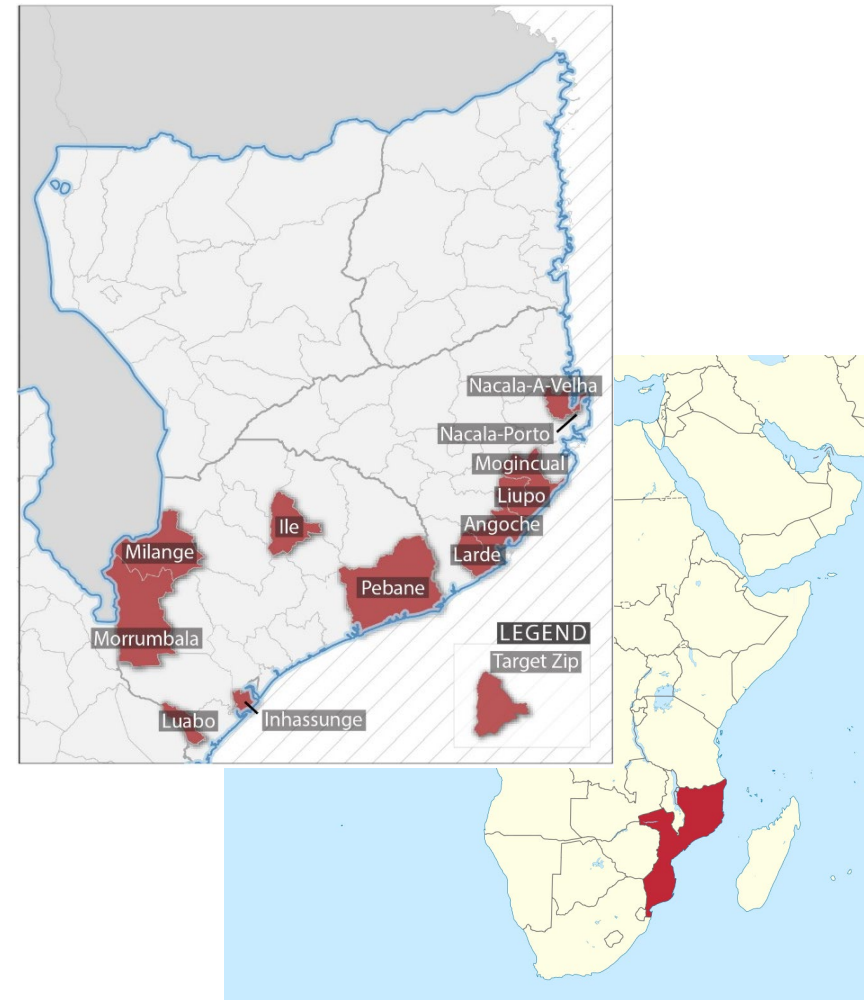 Nacala-A-Velha
Nacala-Porto
Mogincual
Liupo
Ile
Angoche
Milange
Larde
Pebane
LEGEND
Morrumbala
Target Zip
Luabo
Inhassunge